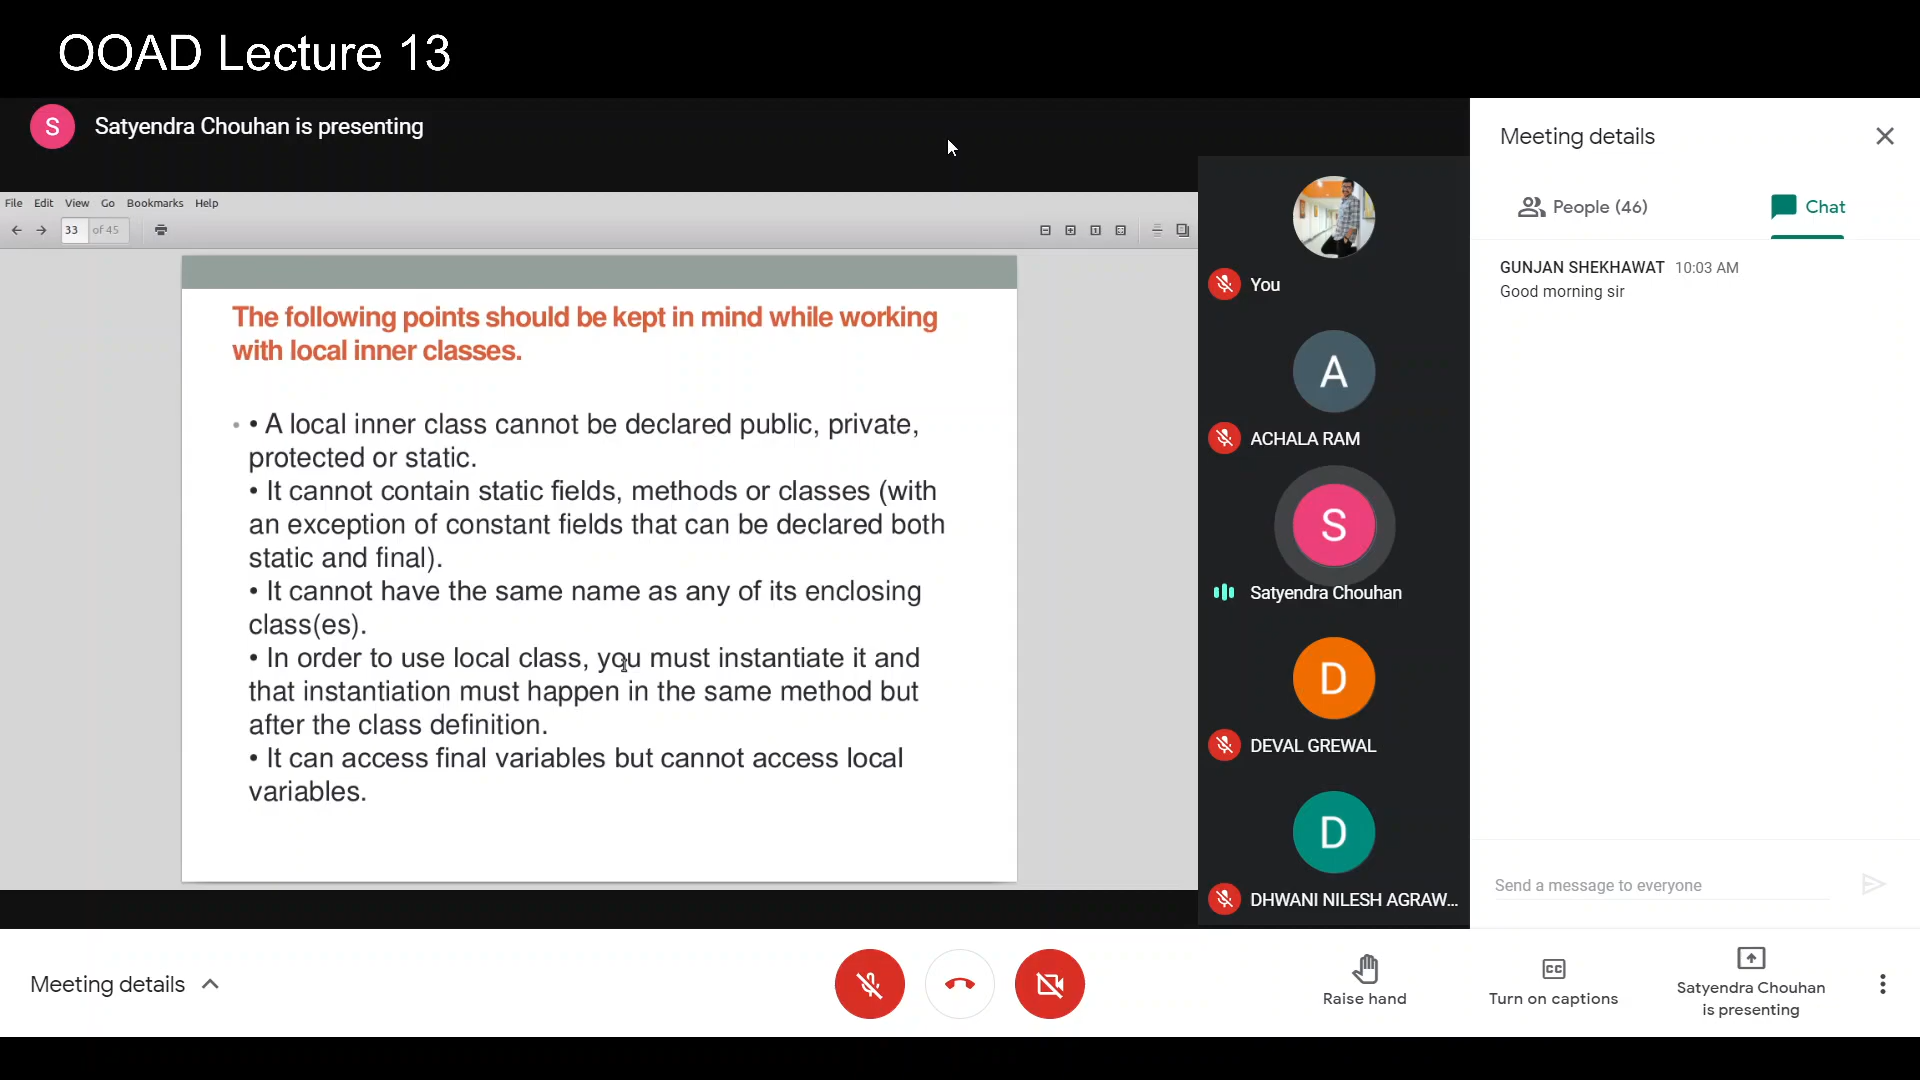 OOAD Lecture 13
S
Satyendra Chouhan is presenting
File Edit View Go Bookmarks Help
33 of 45
The following points should be kept in mind while working
with local inner classes.
• • A local inner class cannot be declared public, private,
protected or static.
• It cannot contain static fields, methods or classes (with
an exception of constant fields that can be declared both
static and final).
• It cannot have the same name as any of its enclosing
class(es).
• In order to use local class, you must instantiate it and
that instantiation must happen in the same method but
after the class definition.
• It can access final variables but cannot access local
variables.
You
A
ACHALA RAM
S
Satyendra Chouhan
D
DEVAL GREWAL
D
DHWANI NILESH AGRAW...
Meeting details
People (46)
Chat
GUNJAN SHEKHAWAT 10:03 AM
Good morning sir
Send a message to everyone
Meeting details
Raise hand
CC
Turn on captions
Satyendra Chouhan
is presenting